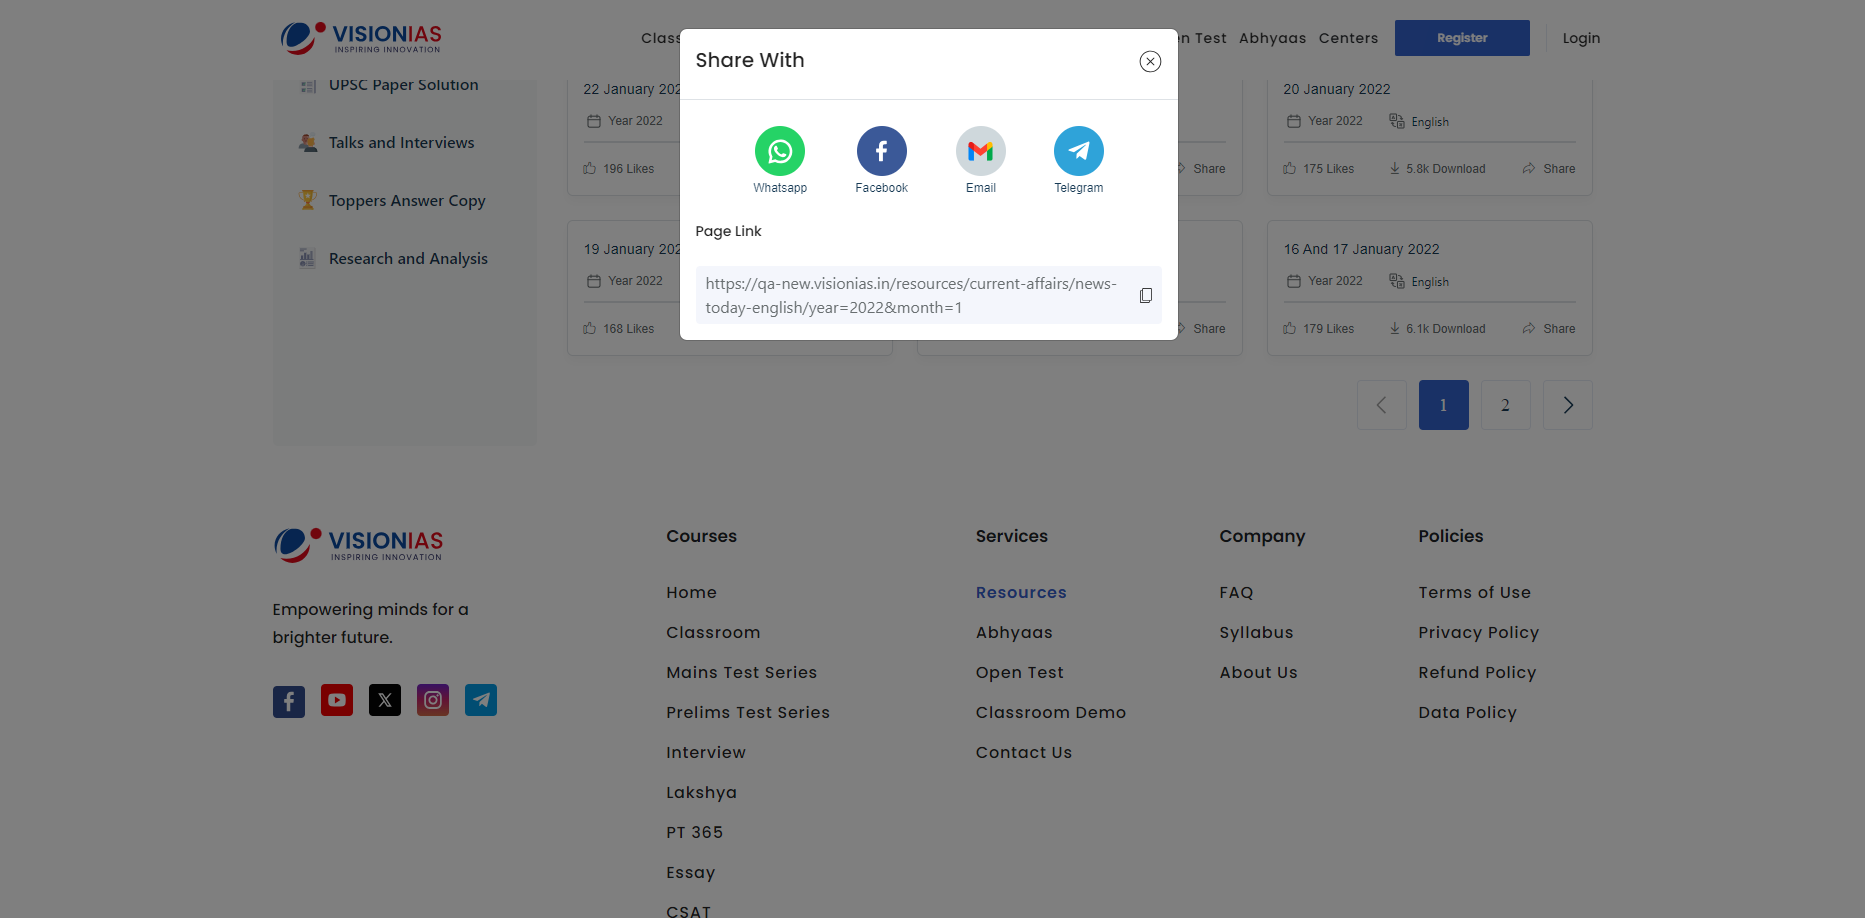 VISIONIAS
INSPIRING INNOVATION
Abhyaas
Centers
Register
Login
Share With
Whatsapp
Facebook
Email
Telegram
Page Link
https://qa-new.visionias.in/resources/current-affairs/news-
today-english/year=2022&month=1
UPSC Paper Solution
Talks and Interviews
Toppers Answer Copy
Research and Analysis
22 January
Year 2022
196 Likes
Share
20 January 2022
Year 2022 English
175 Likes 5.8k Download Share
19 January
Year 2022
168 Likes
Share
16 And 17 January 2022
Year 2022 English
179 Likes 6.1k Download Share
1 2
VISIONIAS
INSPIRING INNOVATION
Empowering minds for a
brighter future.
Courses
Home
Classroom
Mains Test Series
Prelims Test Series
Interview
Lakshya
PT 365
Essay
CSAT
Services
Resources
Abhyaas
Open Test
Classroom Demo
Contact Us
Company
FAQ
Syllabus
About Us
Policies
Terms of Use
Privacy Policy
Refund Policy
Data Policy